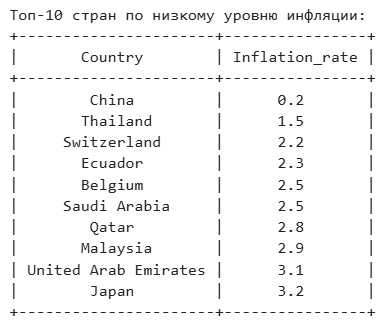 Топ-10 стран по низкому уровню инфляции:
+----------------------+----------------+
| Country | Inflation_rate |
+----------------------+----------------+
| China | 0.2 |
| Thailand | 1.5 |
| Switzerland | 2.2 |
| Ecuador | 2.3 |
| Belgium | 2.5 |
| Saudi Arabia | 2.5 |
| Qatar | 2.8 |
| Malaysia | 2.9 |
| United Arab Emirates | 3.1 |
| Japan | 3.2 |
+----------------------+----------------+